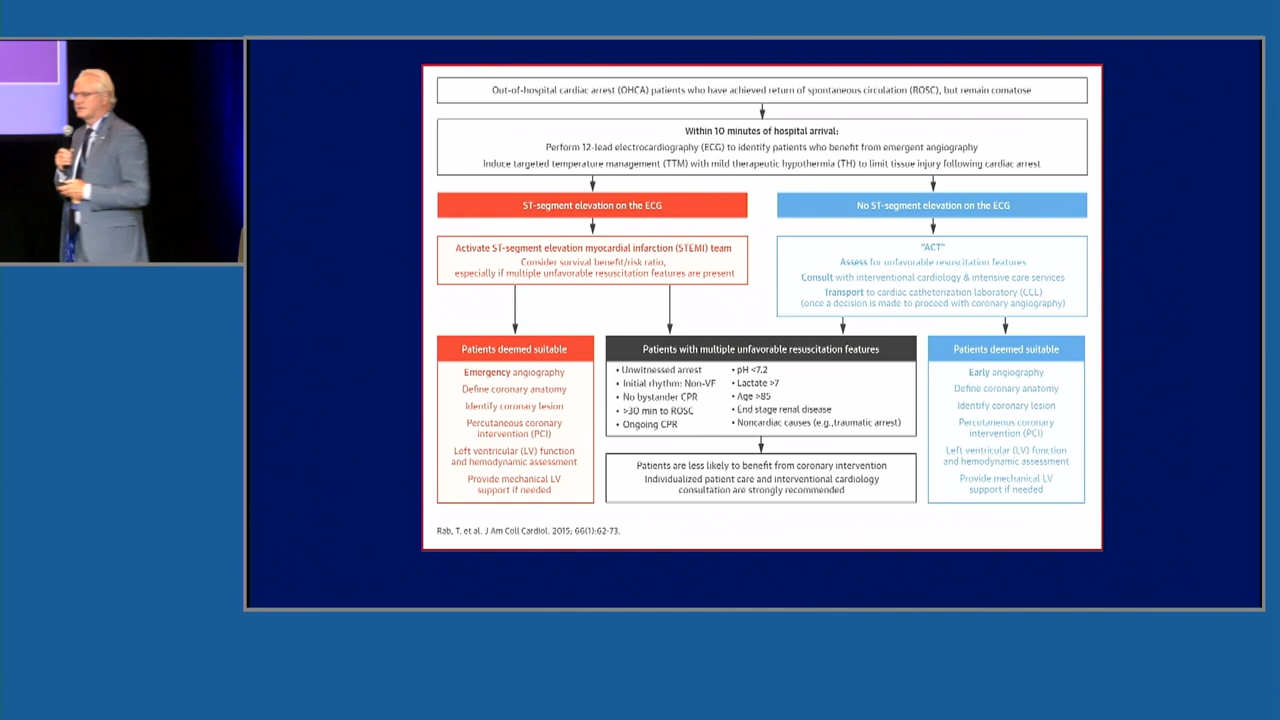 Out-of-hospital cardiac arrest (OHCA) patients who have achieved return of spontaneous circulation (ROSC), but remain comatose
Within 10 minutes of hospital arrival:
Perform 12-lead electrocardiography (ECG) to identify patients who benefit from emergent angiography
Induce targeted temperature management (TTM) with mild therapeutic hypothermia (TH) to limit tissue injury following cardiac arrest
ST-segment elevation on the ECG
Activate ST-segment elevation myocardial infarction (STEMI) team
Consider survival benefit/risk ratio,
especially if multiple unfavorable resuscitation features are present
No ST-segment elevation on the ECG
"ACT"
Assess for unfavorable resuscitation features
Consult with interventional cardiology & intensive care services
Transport to cardiac catheterization laboratory (CCL)
(once a decision is made to proceed with coronary angiography)
Patients deemed suitable
Emergency angiography
Define coronary anatomy
Identify coronary lesion
Percutaneous coronary
intervention (PCI)
Left ventricular (LV) function
and hemodynamic assessment
Provide mechanical LV
support if needed
Patients with multiple unfavorable resuscitation features
• Unwitnessed arrest
• Initial rhythm: Non-VF
• No bystander CPR
• >30 min to ROSC
• Ongoing CPR
• pH <7.2
• Lactate >7
• Age >85
• End stage renal disease
• Noncardiac causes (e.g.,traumatic arrest)
Patients are less likely to benefit from coronary intervention
Individualized patient care and interventional cardiology
consultation are strongly recommended
Patients deemed suitable
Early angiography
Define coronary anatomy
Identify coronary lesion
Percutaneous coronary
intervention (PCI)
Left ventricular (LV) function
and hemodynamic assessment
Provide mechanical LV
support if needed
Rab, T. et al. J Am Coll Cardiol. 2015; 66(1):62-73.